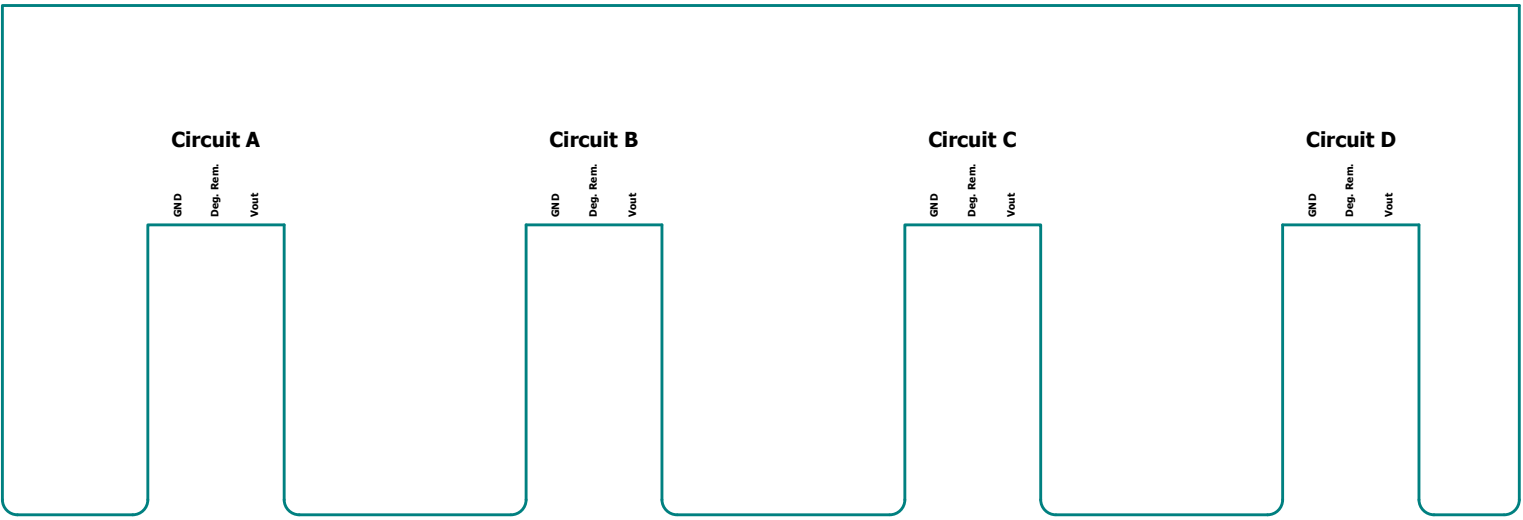 Circuit A
GND
Deg. Rem.
Vout
Circuit B
GND
Deg. Rem.
Vout
Circuit C
GND
Deg. Rem.
Vout
Circuit D
GND
Deg. Rem.
Vout